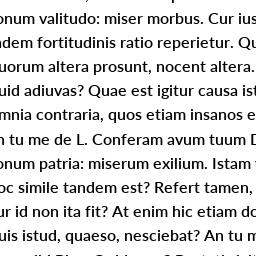 onum valitudo: miser morbus. Cur ius
ndem fortitudinis ratio reperietur. Qu
uorum altera prosunt, nocent altera.
uid adiuvas? Quae est igitur causa ist
mnia contraria, quos etiam insanos e
n tu me de L. Conferam avum tuum D
onum patria: miserum exilium. Istam
oc simile tandem est? Refert tamen,
ur id non ita fit? At enim hic etiam do
uis istud, quaeso, nesciebat? An tu m